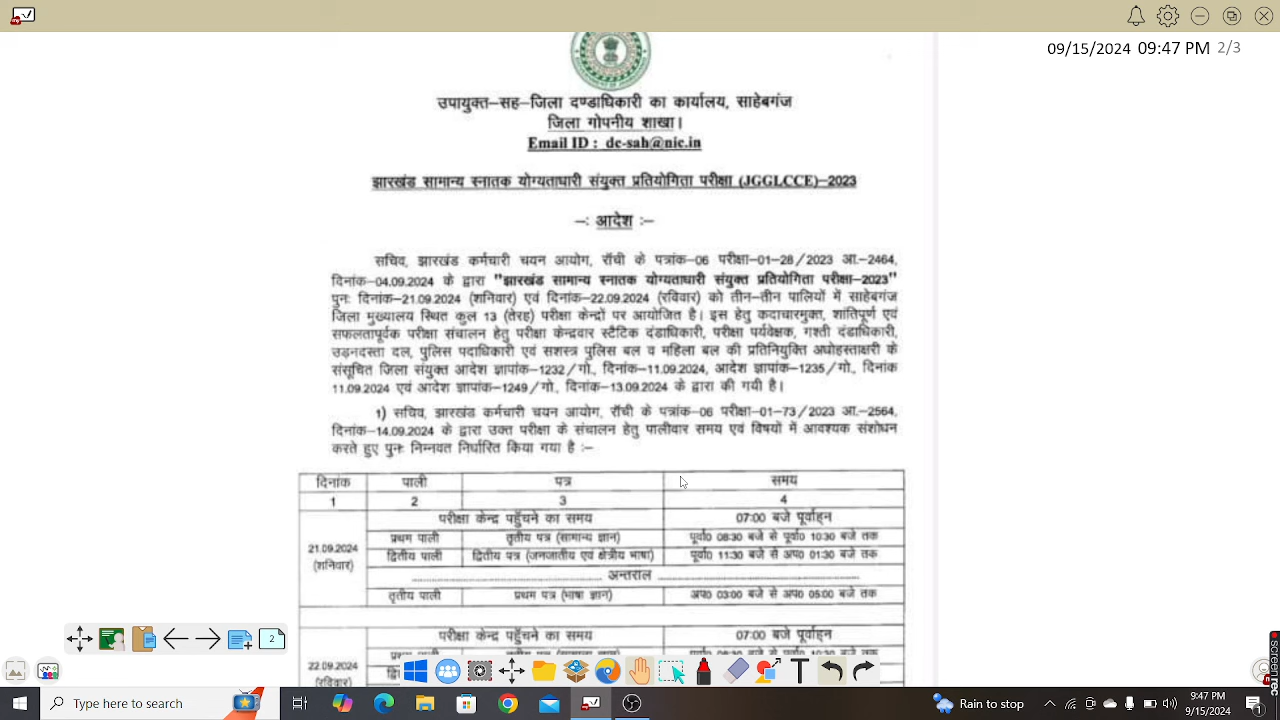 09/15/2024 09:47 PM 2/3
उपायुक्त–सह–जिला दण्डाधिकारी का कार्यालय, साहेबगंज
जिला गोपनीय शाखा।
Email ID : dc-sah@nic.in
झारखंड सामान्य स्नातक योग्यताधारी संयुक्त प्रतियोगिता परीक्षा (JGGLCCE)–2023
–: आदेश :–
सचिव, झारखंड कर्मचारी चयन आयोग, राँची के पत्रांक-06 परीक्षा-01-28/2023 आ.-2464,
दिनांक-04.09.2024 के द्वारा "झारखंड सामान्य स्नातक योग्यताधारी संयुक्त प्रतियोगिता परीक्षा-2023"
पुनः दिनांक-21.09.2024 (शनिवार) एवं दिनांक-22.09.2024 (रविवार) को तीन-तीन पालियों में साहेबगंज
जिला मुख्यालय स्थित कुल 13 (तेरह) परीक्षा केन्द्रों पर आयोजित है। इस हेतु कदाचारमुक्त, शांतिपूर्ण एवं
सफलतापूर्वक परीक्षा संचालन हेतु परीक्षा केन्द्रवार स्टैटिक दंडाधिकारी, परीक्षा पर्यवेक्षक, गश्ती दंडाधिकारी,
उड़नदस्ता दल, पुलिस पदाधिकारी एवं सशस्त्र पुलिस बल व महिला बल की प्रतिनियुक्ति अधोहस्ताक्षरी के
संसूचित जिला संयुक्त आदेश ज्ञापांक-1232/गो., दिनांक-11.09.2024, आदेश ज्ञापांक-1235/गो., दिनांक
11.09.2024 एवं आदेश ज्ञापांक-1249/गो., दिनांक-13.09.2024 के द्वारा की गयी है।
1) सचिव, झारखंड कर्मचारी चयन आयोग, राँची के पत्रांक-06 परीक्षा-01-73/2023 आ.-2564,
दिनांक-14.09.2024 के द्वारा उक्त परीक्षा के संचालन हेतु पालीवार समय एवं विषयों में आवश्यक संशोधन
करते हुए पुनः निम्नवत निर्धारित किया गया है :–
दिनांक पाली पत्र समय
1 2 3 4
परीक्षा केन्द्र पहुँचने का समय 07:00 बजे पूर्वाहन
21.09.2024 (शनिवार)
प्रथम पाली तृतीय पत्र (सामान्य ज्ञान) पूर्वा0 08:30 बजे से पूर्वा0 10:30 बजे तक
द्वितीय पाली द्वितीय पत्र (जनजातीय एवं क्षेत्रीय भाषा) पूर्वा0 11:30 बजे से अप0 01:30 बजे तक
अन्तराल
तृतीय पाली प्रथम पत्र (भाषा ज्ञान) अप0 03:00 बजे से अप0 05:00 बजे तक
परीक्षा केन्द्र पहुँचने का समय 07:00 बजे पूर्वाहन
22.09.2024
(रविवार)
2
Type here to search
Rain to stop
9:47 PM
9/15/2024